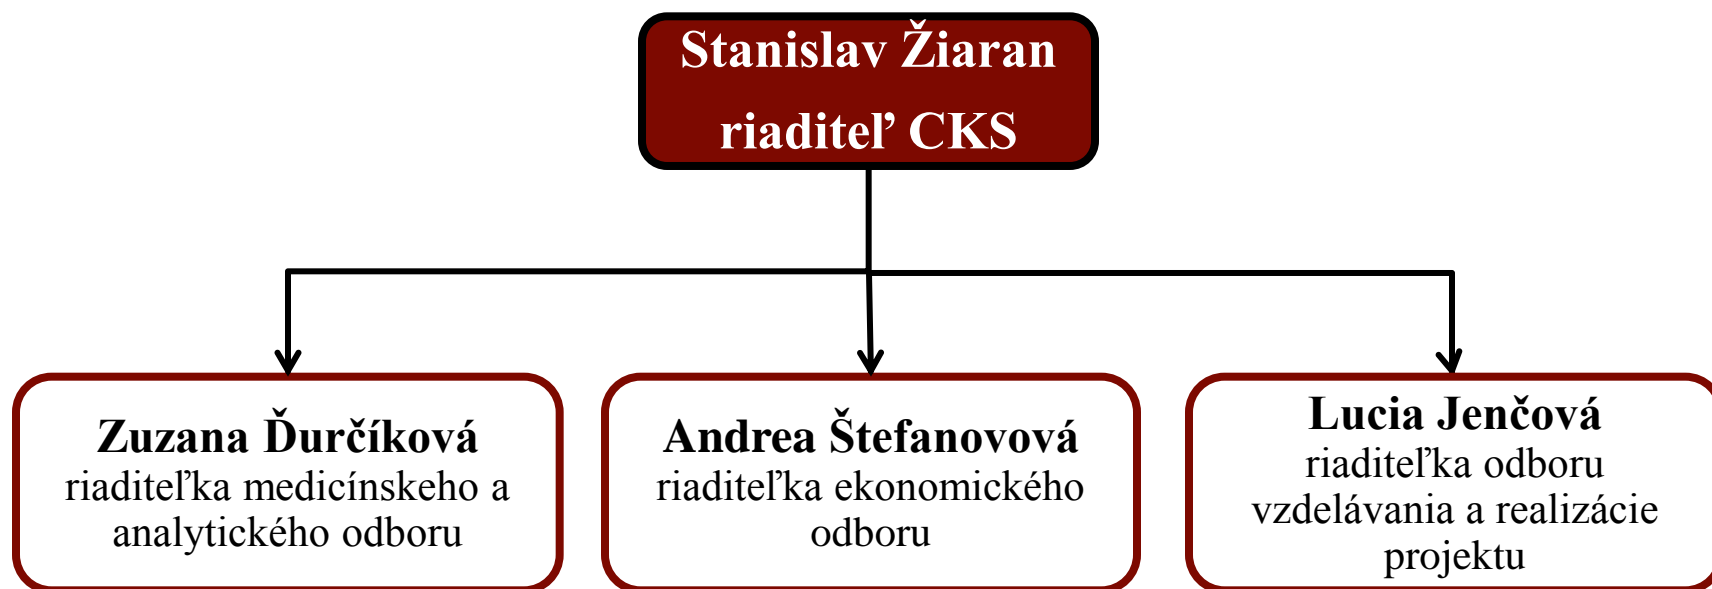 Stanislav Žiaran
riaditeľ CKS
Zuzana Ďurčíková
riaditeľka medicínskeho a
analytického odboru
Andrea Štefanovová
riaditeľka ekonomického
odboru
Lucia Jenčová
riaditeľka odboru
vzdelávania a realizácie
projektu